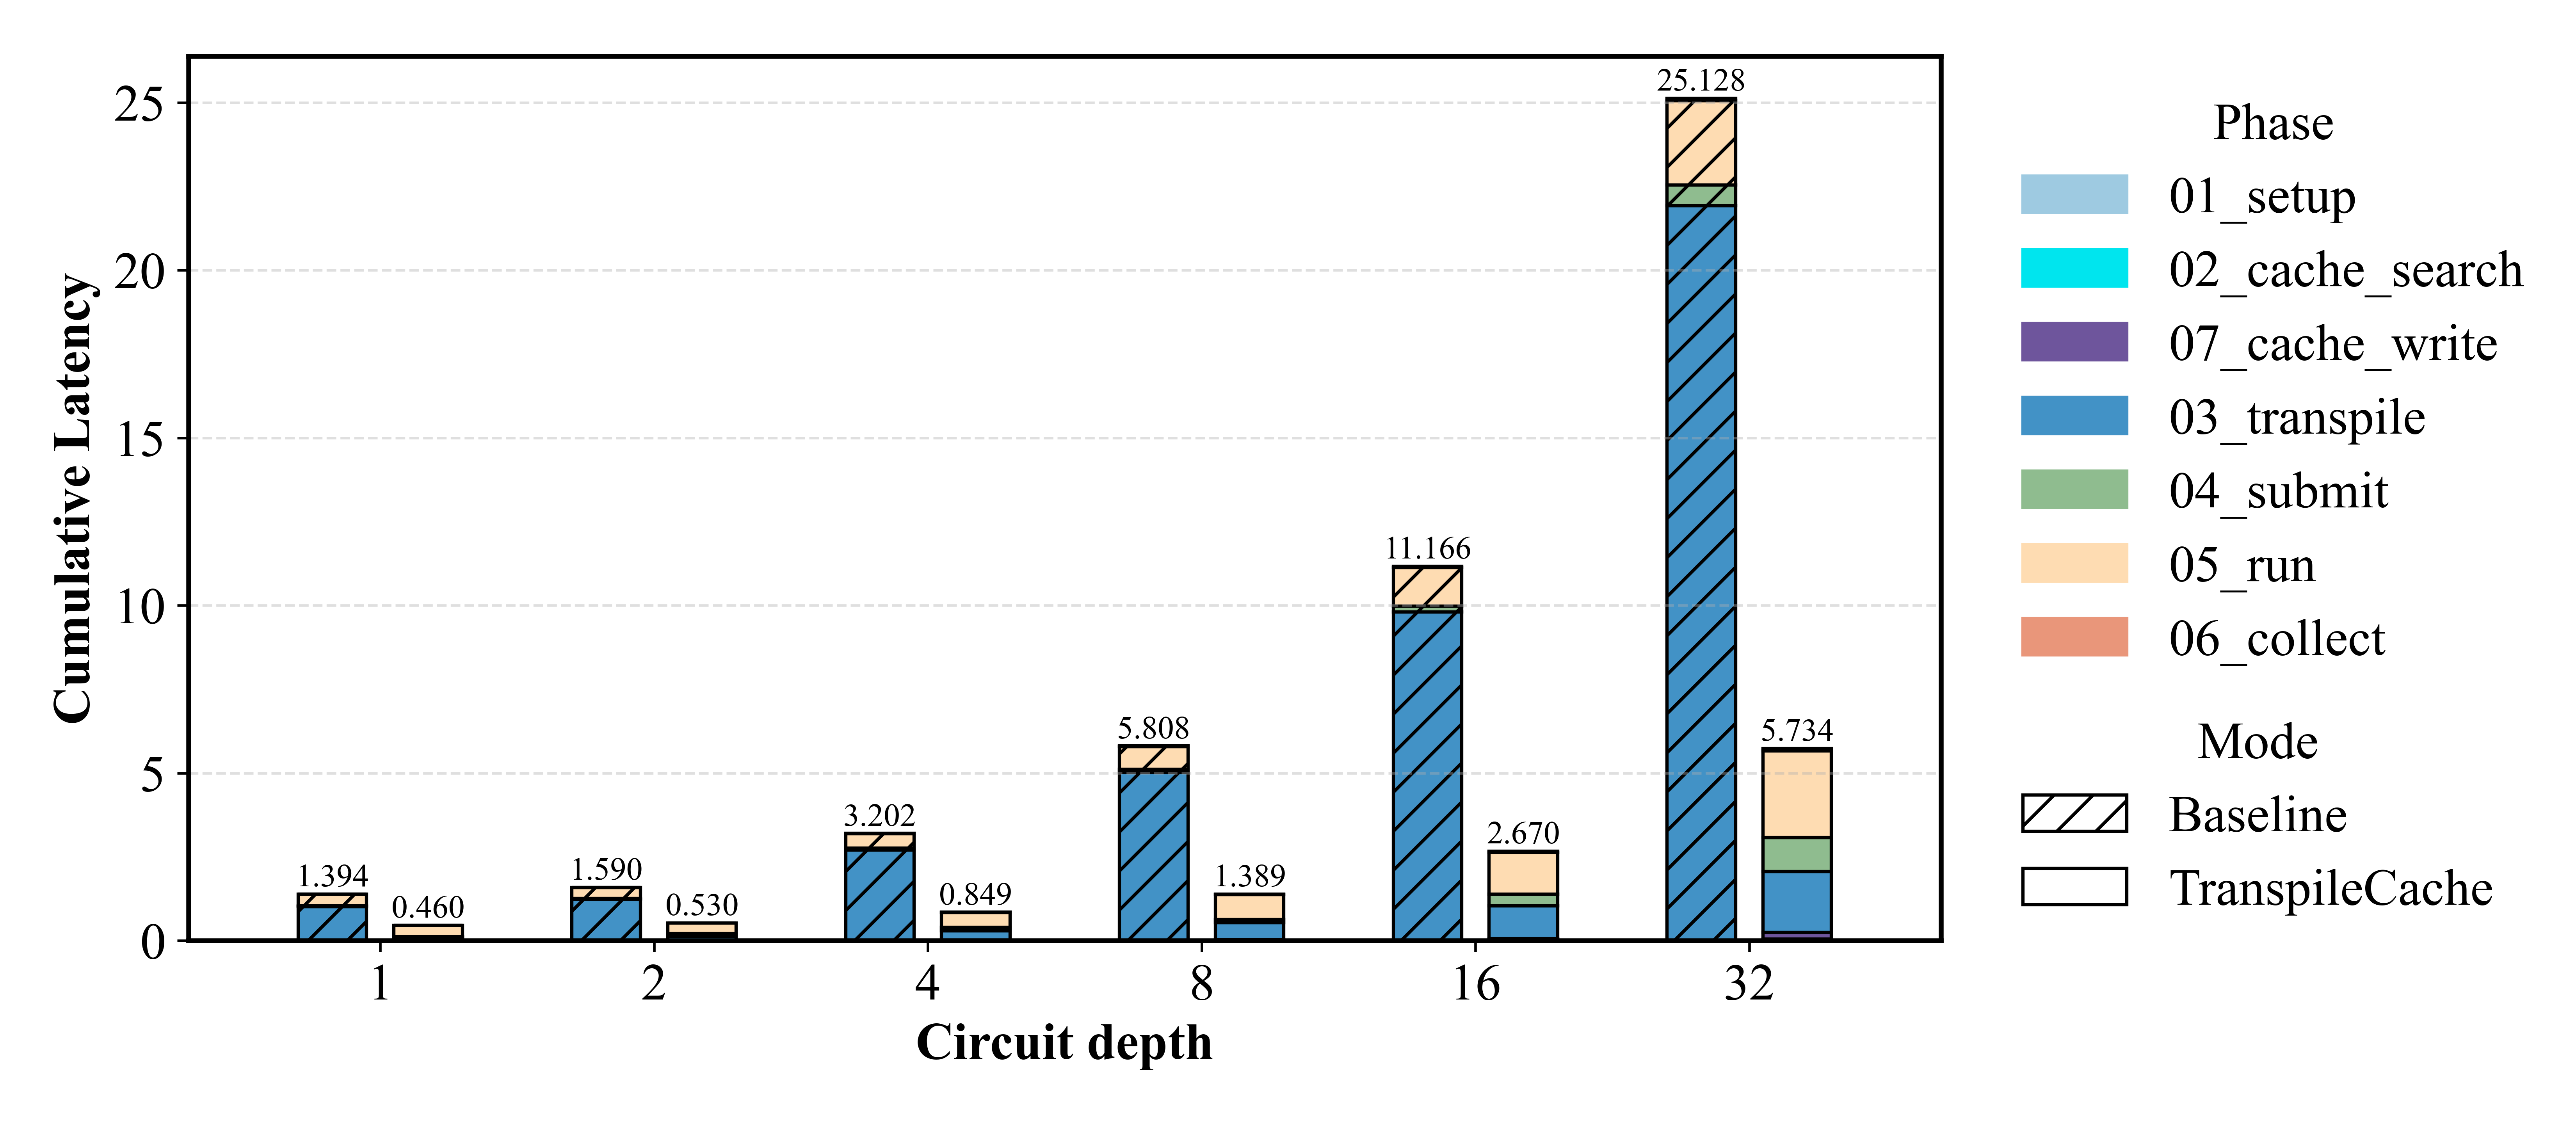 Cumulative Latency
25
20
15
10
5
0
1.394
0.460
1.590
0.530
3.202
0.849
5.808
1.389
11.166
2.670
25.128
5.734
1
2
4
8
16
32
Circuit depth
Phase
01_setup
02_cache_search
07_cache_write
03_transpile
04_submit
05_run
06_collect
Mode
Baseline
TranspileCache